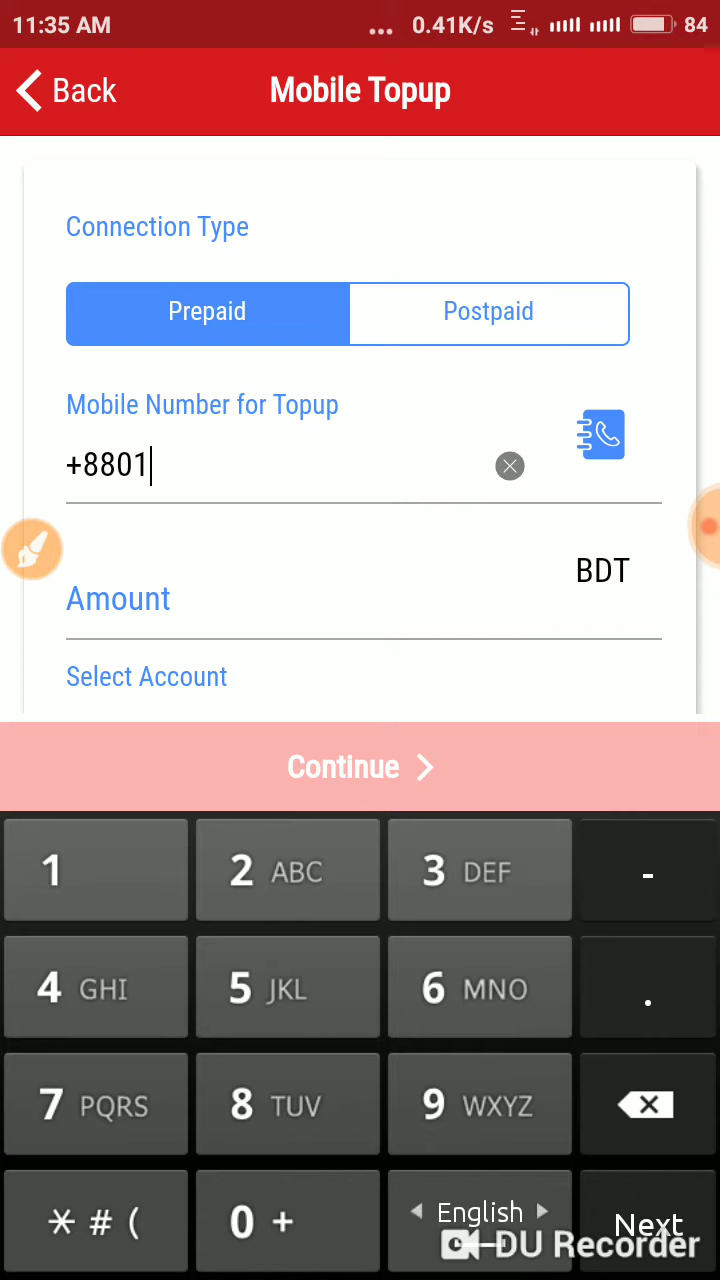 11:35 AM ... 0.41K/s 84
Back Mobile Topup
Connection Type
Prepaid Postpaid
Mobile Number for Topup
+8801
BDT
Amount
Select Account
Continue
1 2 ABC 3 DEF -
4 GHI 5 JKL 6 MNO .
7 PQRS 8 TUV 9 WXYZ
* # ( 0 + English Next
DU Recorder